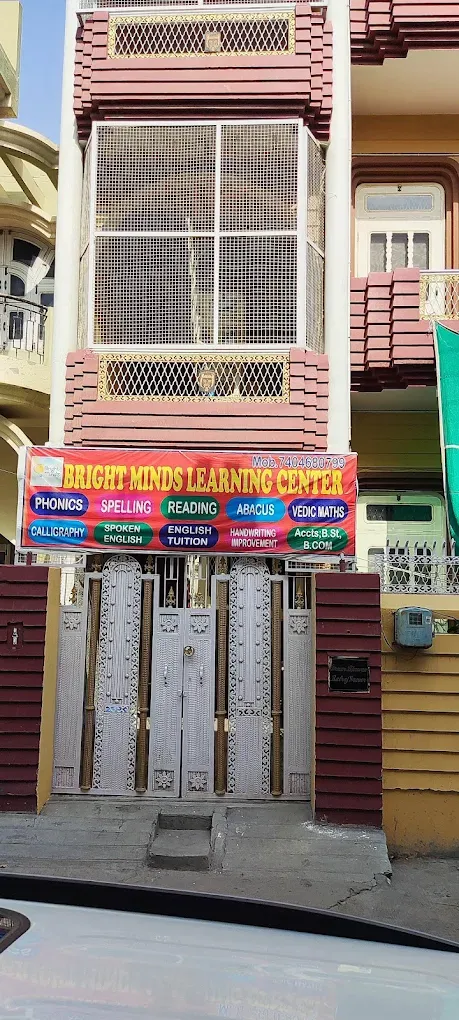 Mob.7404680799
BRIGHT MINDS LEARNING CENTER
PHONICS SPELLING READING ABACUS VEDIC MATHS
CALLIGRAPHY SPOKEN ENGLISH ENGLISH TUITION HANDWRITING IMPROVEMENT Accts;B.St, B.COM